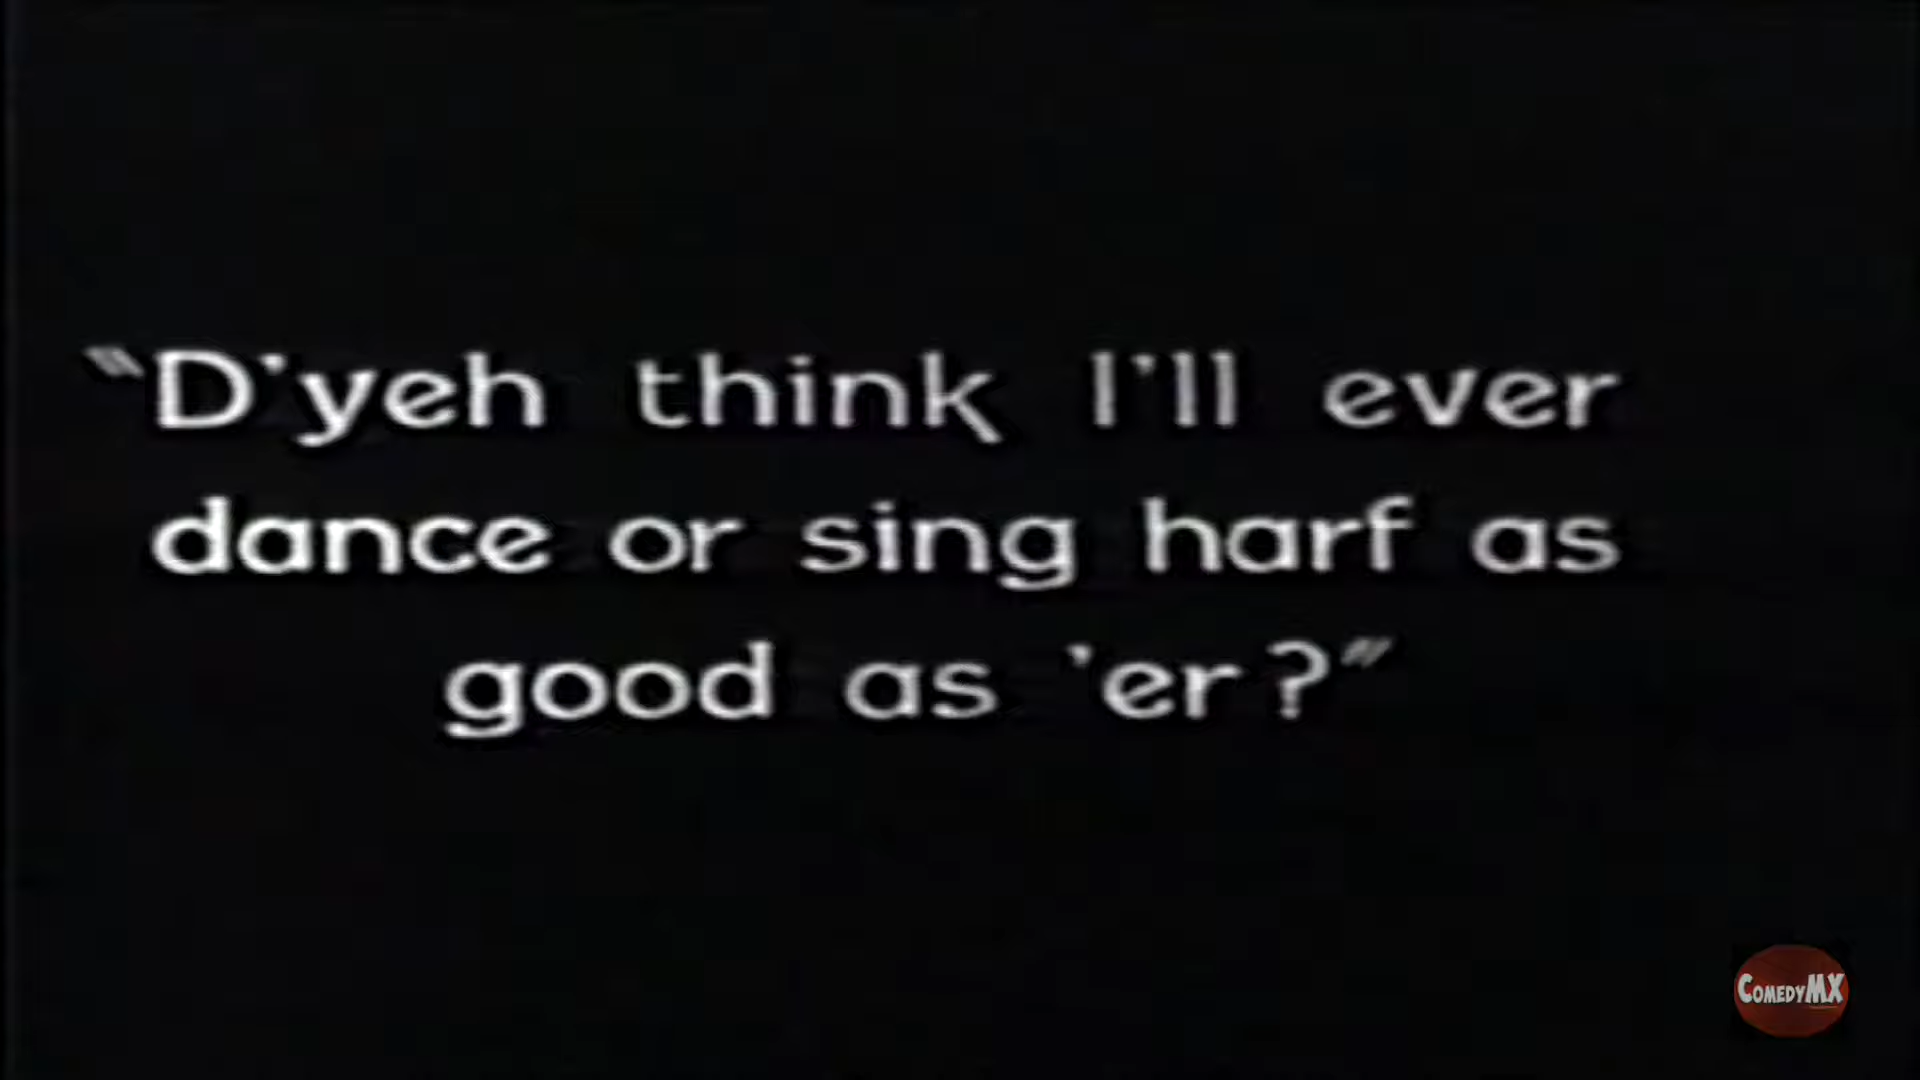 "D'yeh think I'll ever
dance or sing harf as
good as 'er?"
COMEDYMX